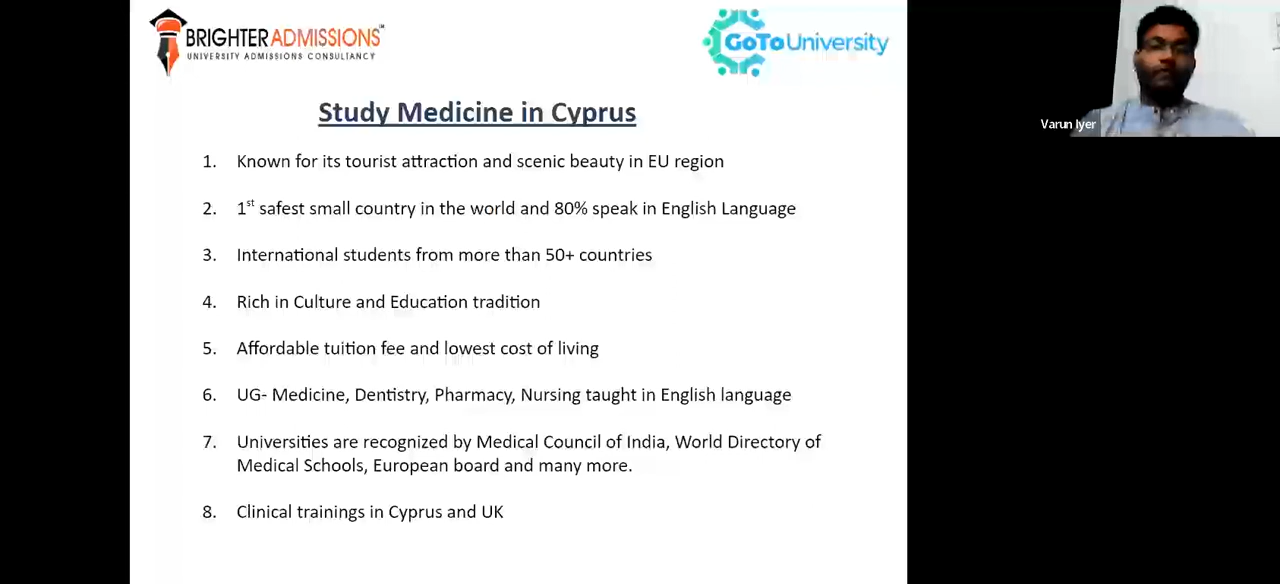 BRIGHTER ADMISSIONS™
UNIVERSITY ADMISSIONS CONSULTANCY
GoToUniversity
Varun Iyer
Study Medicine in Cyprus
1. Known for its tourist attraction and scenic beauty in EU region
2. 1st safest small country in the world and 80% speak in English Language
3. International students from more than 50+ countries
4. Rich in Culture and Education tradition
5. Affordable tuition fee and lowest cost of living
6. UG- Medicine, Dentistry, Pharmacy, Nursing taught in English language
7. Universities are recognized by Medical Council of India, World Directory of
Medical Schools, European board and many more.
8. Clinical trainings in Cyprus and UK